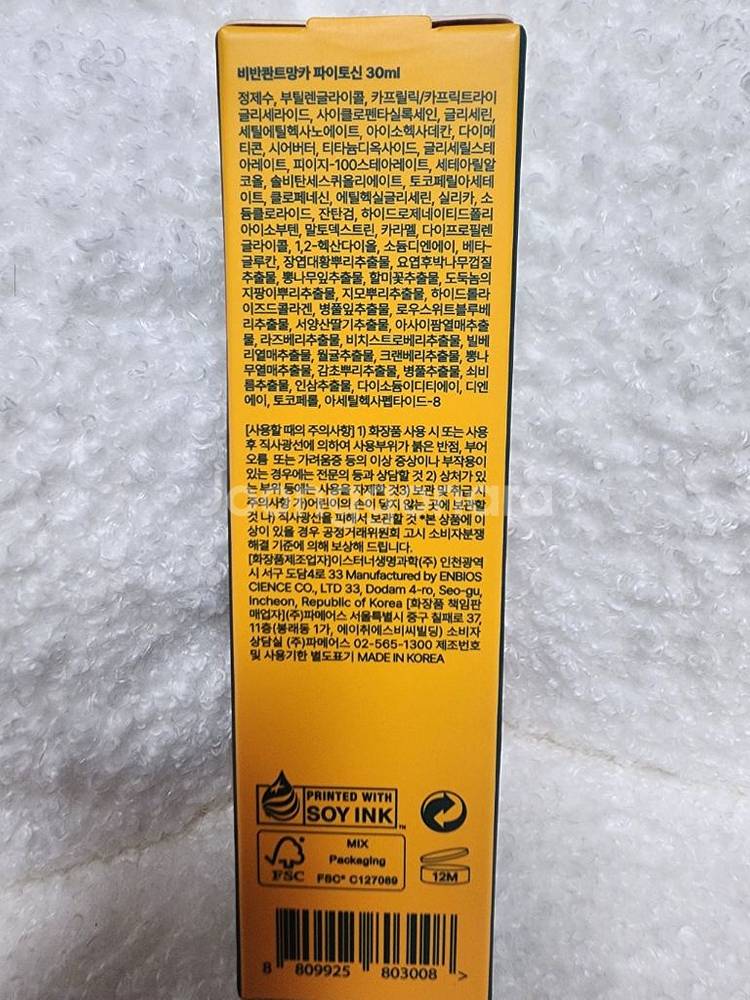 비반콴트망카 파이토신 30ml
정제수, 부틸렌글라이콜, 카프릴릭/카프릭트라이
글리세라이드, 사이클로펜타실록세인, 글리세린,
세틸에틸헥사노에이트, 아이소헥사데칸, 다이메
티콘, 시어버터, 티타늄디옥사이드, 글리세릴스테
아레이트, 피이지-100스테아레이트, 세테아릴알
코올, 솔비탄세스퀴올리에이트, 토코페릴아세테
이트, 클로페네신, 에틸헥실글리세린, 실리카, 소
듐클로라이드, 잔탄검, 하이드로제네이티드폴리
아이소부텐, 말토덱스트린, 카라멜, 다이프로필렌
글라이콜, 1,2-헥산다이올, 소듐디엔에이, 베타-
글루칸, 장엽대황뿌리추출물, 요엽후박나무껍질
추출물, 뽕나무잎추출물, 할미꽃추출물, 도둑놈의
지팡이뿌리추출물, 지모뿌리추출물, 하이드롤라
이즈드콜라겐, 병풀잎추출물, 로우스위트블루베
리추출물, 서양산딸기추출물, 아사이팜열매추출
물, 라즈베리추출물, 비치스트로베리추출물, 빌베
리열매추출물, 월귤추출물, 크랜베리추출물, 뽕나
무열매추출물, 감초뿌리추출물, 병풀추출물, 쇠비
름추출물, 인삼추출물, 다이소듐이디티에이, 디엔
에이, 토코페롤, 아세틸헥사펩타이드-8
[사용할 때의 주의사항] 1) 화장품 사용 시 또는 사용
후 직사광선에 의하여 사용부위가 붉은 반점, 부어
오름 또는 가려움증 등의 이상 증상이나 부작용이
있는 경우에는 전문의 등과 상담할 것 2) 상처가 있
는 부위 등에는 사용을 자제할 것 3) 보관 및 취급 시
주의사항 가)어린이의 손이 닿지 않는 곳에 보관할
것 나) 직사광선을 피해서 보관할 것 *본 상품에 이
상이 있을 경우 공정거래위원회 고시 소비자분쟁
해결 기준에 의해 보상해 드립니다.
[화장품제조업자]이스터너생명과학(주) 인천광역
시 서구 도담4로 33 Manufactured by ENBIOS
CIENCE CO., LTD 33, Dodam 4-ro, Seo-gu,
Incheon, Republic of Korea [화장품 책임판
매업자](주)파메어스 서울특별시 중구 칠패로 37,
11층(봉래동 1가, 에이취에스비씨빌딩) 소비자
상담실 (주)파메어스 02-565-1300 제조번호
및 사용기한 별도표기 MADE IN KOREA
PRINTED WITH
SOY INK™
FSC
MIX
Packaging
FSC® C127089
12M
8 809925 803008 >